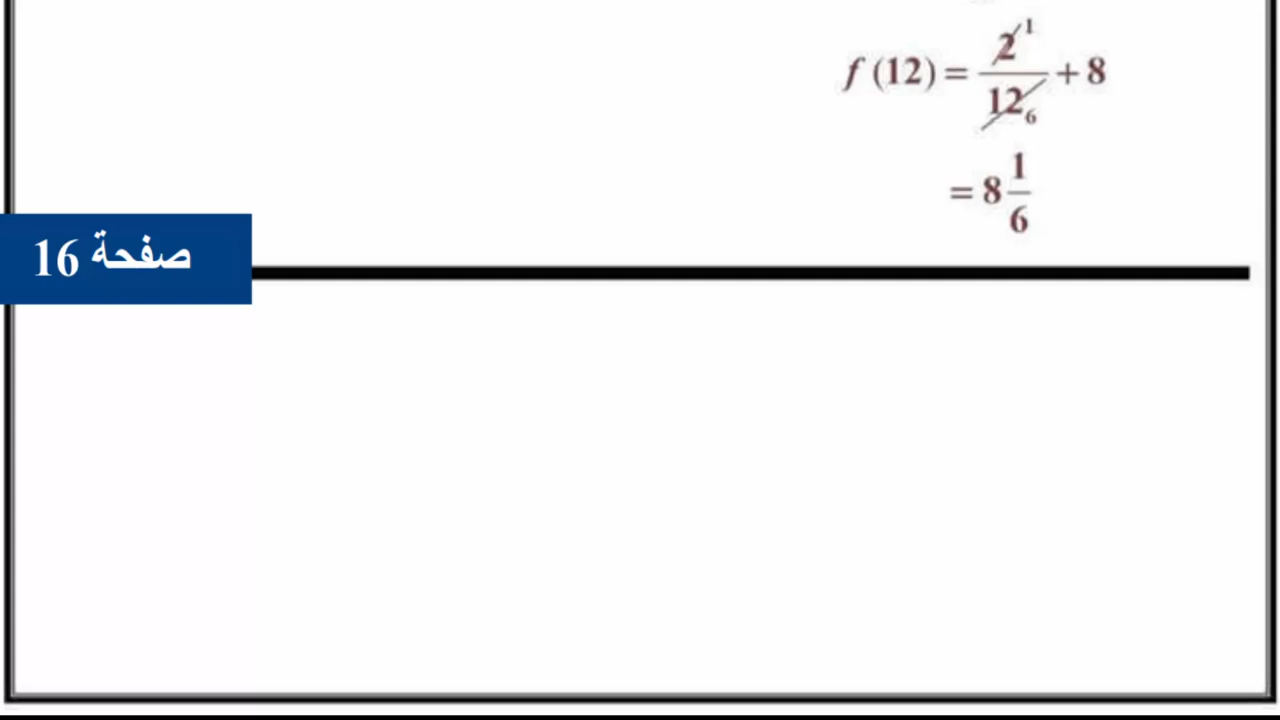 f (12) = 2 1 / 12 6 + 8
= 8 1/6
صفحة 16